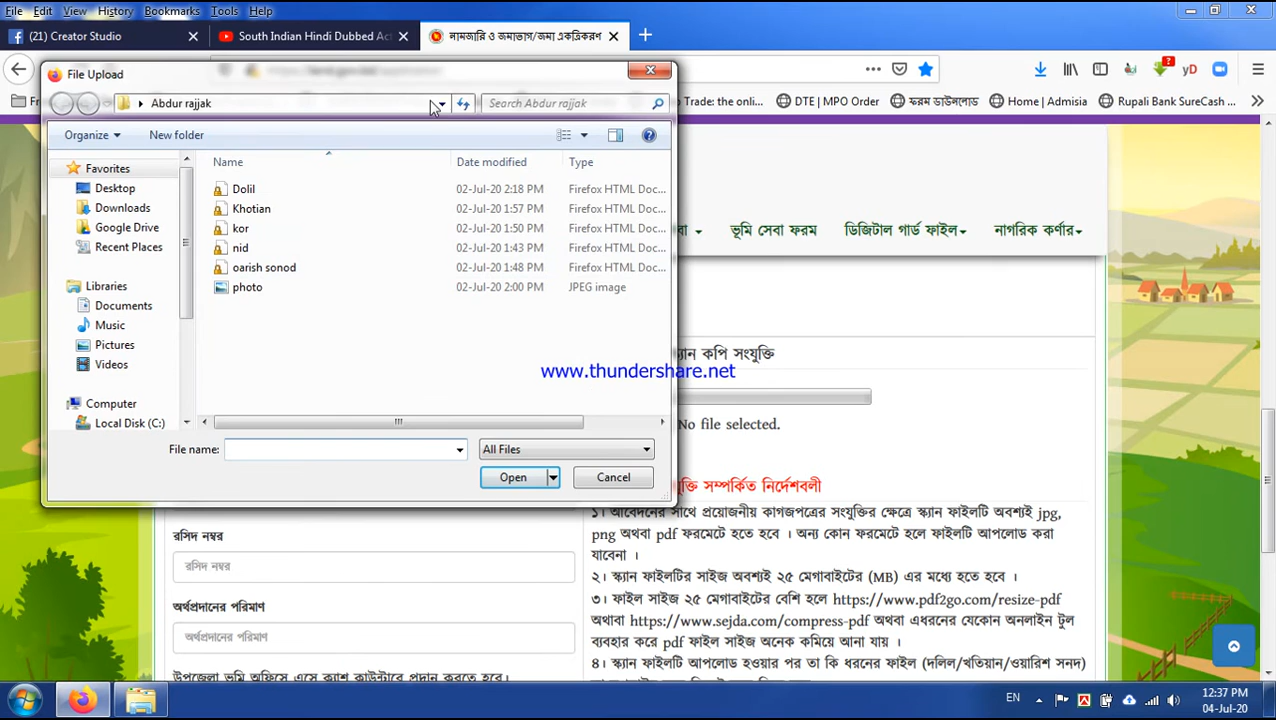 File Edit View History Bookmarks Tools Help
(21) Creator Studio
South Indian Hindi Dubbed Act
নামজারি ও জমাভাগ/জমা একত্রিকরণ
File Upload
Abdur rajjak
Search Abdur rajjak
Trad: the onli...
DTE | MPO Order
ফরম ডাউনলোড
Home | Admisia
Rupali Bank SureCash ...
Organize
New folder
Name Date modified Type
Favorites
Desktop
Downloads
Google Drive
Recent Places
Libraries
Documents
Music
Pictures
Videos
Computer
Local Disk (C:)
Dolil 02-Jul-20 2:18 PM Firefox HTML Doc...
Khotian 02-Jul-20 1:57 PM Firefox HTML Doc...
kor 02-Jul-20 1:50 PM Firefox HTML Doc...
nid 02-Jul-20 1:43 PM Firefox HTML Doc...
oarish sonod 02-Jul-20 1:48 PM Firefox HTML Doc...
photo 02-Jul-20 2:00 PM JPEG image
File name:
All Files
Open
Cancel
ভূমি সেবা ফরম
ডিজিটাল গার্ড ফাইল
নাগরিক কর্ণার
কপি সংযুক্তি
www.thundershare.net
No file selected.
সম্পর্কিত নির্দেশবলী
১। আবেদনের সাথে প্রয়োজনীয় কাগজপত্রের সংযুক্তির ক্ষেত্রে স্ক্যান ফাইলটি অবশ্যই jpg,
png অথবা pdf ফরমেটে হতে হবে । অন্য কোন ফরমেটে হলে ফাইলটি আপলোড করা
যাবেনা ।
২। স্ক্যান ফাইলটির সাইজ অবশ্যই ২৫ মেগাবাইটের (MB) এর মধ্যে হতে হবে ।
৩। ফাইল সাইজ ২৫ মেগাবাইটের বেশি হলে https://www.pdf2go.com/resize-pdf
অথবা https://www.sejda.com/compress-pdf অথবা এধরনের যেকোন অনলাইন টুল
ব্যবহার করে pdf ফাইল সাইজ অনেক কমিয়ে আনা যায় ।
৪। স্ক্যান ফাইলটি আপলোড হওয়ার পর তা কি ধরনের ফাইল (দলিল/খতিয়ান/ওয়ারিশ সনদ)
রসিদ নম্বর
রসিদ নম্বর
অর্থপ্রদানের পরিমাণ
অর্থপ্রদানের পরিমাণ
উপজেলা ভূমি অফিসে এসে ক্যাশ কাউন্টারে প্রদান করতে হবে।
EN
12:37 PM
04-Jul-20